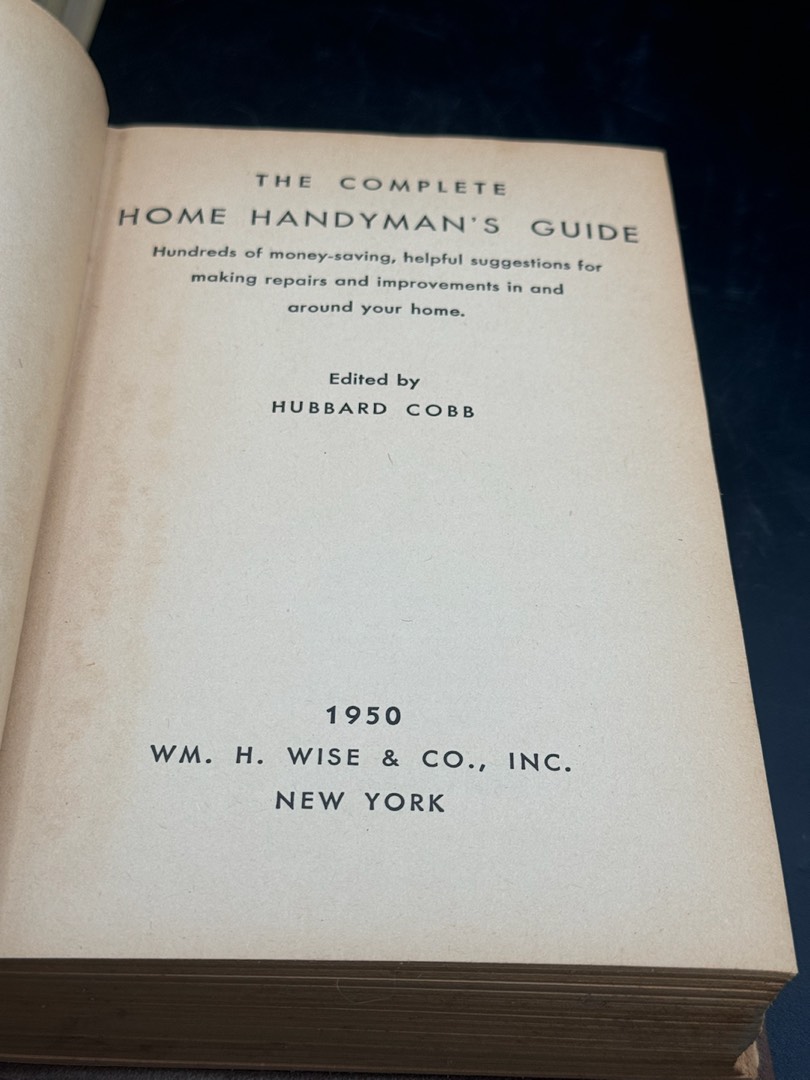 THE COMPLETE
HOME HANDYMAN'S GUIDE
Hundreds of money-saving, helpful suggestions for
making repairs and improvements in and
around your home.
Edited by
HUBBARD COBB
1950
WM. H. WISE & CO., INC.
NEW YORK